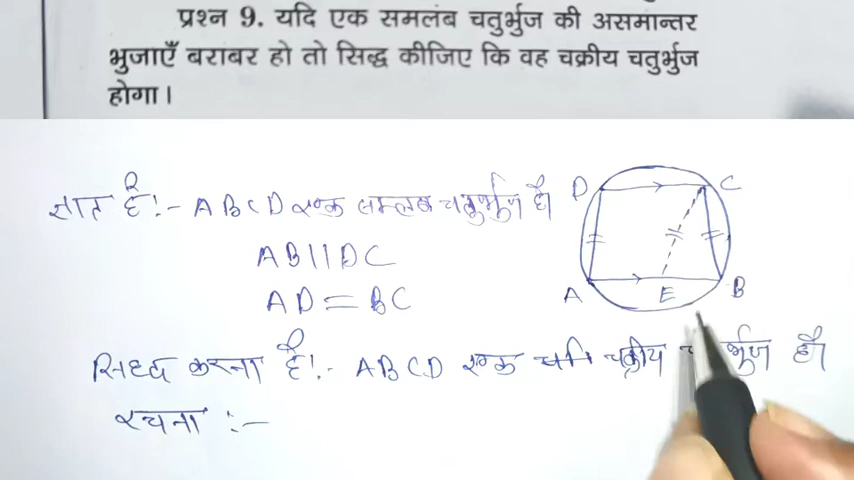 प्रश्न 9. यदि एक समलंब चतुर्भुज की असमान्तर
भुजाएँ बराबर हो तो सिद्ध कीजिए कि वह चक्रीय चतुर्भुज
होगा।
ज्ञात है:- ABCD एक समलम्ब चतुर्भुज है।
AB||DC
AD=BC
D C
A E B
सिध्द करना है:- ABCD एक चक्रीय है।
रचना :-